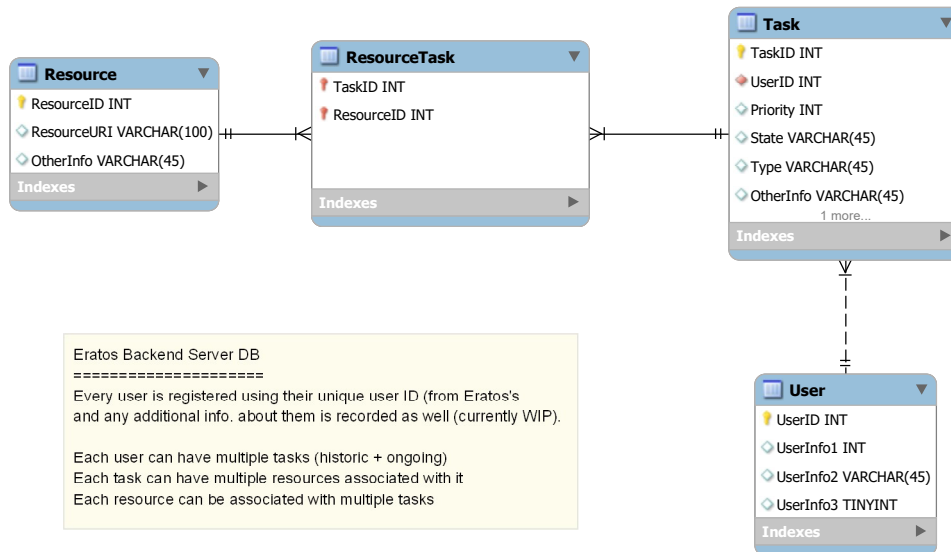 Resource
ResourceID INT
ResourceURI VARCHAR(100)
OtherInfo VARCHAR(45)
Indexes
ResourceTask
TaskID INT
ResourceID INT
Indexes
Task
TaskID INT
UserID INT
Priority INT
State VARCHAR(45)
Type VARCHAR(45)
OtherInfo VARCHAR(45)
1 more...
Indexes
Eratos Backend Server DB
=====================
Every user is registered using their unique user ID (from Eratos's
and any additional info. about them is recorded as well (currently WIP).
Each user can have multiple tasks (historic + ongoing)
Each task can have multiple resources associated with it
Each resource can be associated with multiple tasks
User
UserID INT
UserInfo1 INT
UserInfo2 VARCHAR(45)
UserInfo3 TINYINT
Indexes